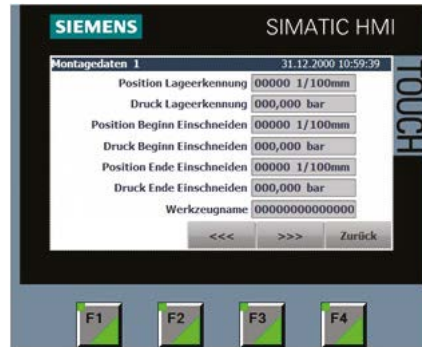 SIEMENS SIMATIC HMI
TOUCH
Montagedaten 1 31.12.2000 10:59:39
Position Lageerkennung 00000 1/100mm
Druck Lageerkennung 000,000 bar
Position Beginn Einschneiden 00000 1/100mm
Druck Beginn Einschneiden 000,000 bar
Position Ende Einschneiden 00000 1/100mm
Druck Ende Einschneiden 000,000 bar
Werkzeugname 00000000000000
<<< >>> Zurück
F1 F2 F3 F4